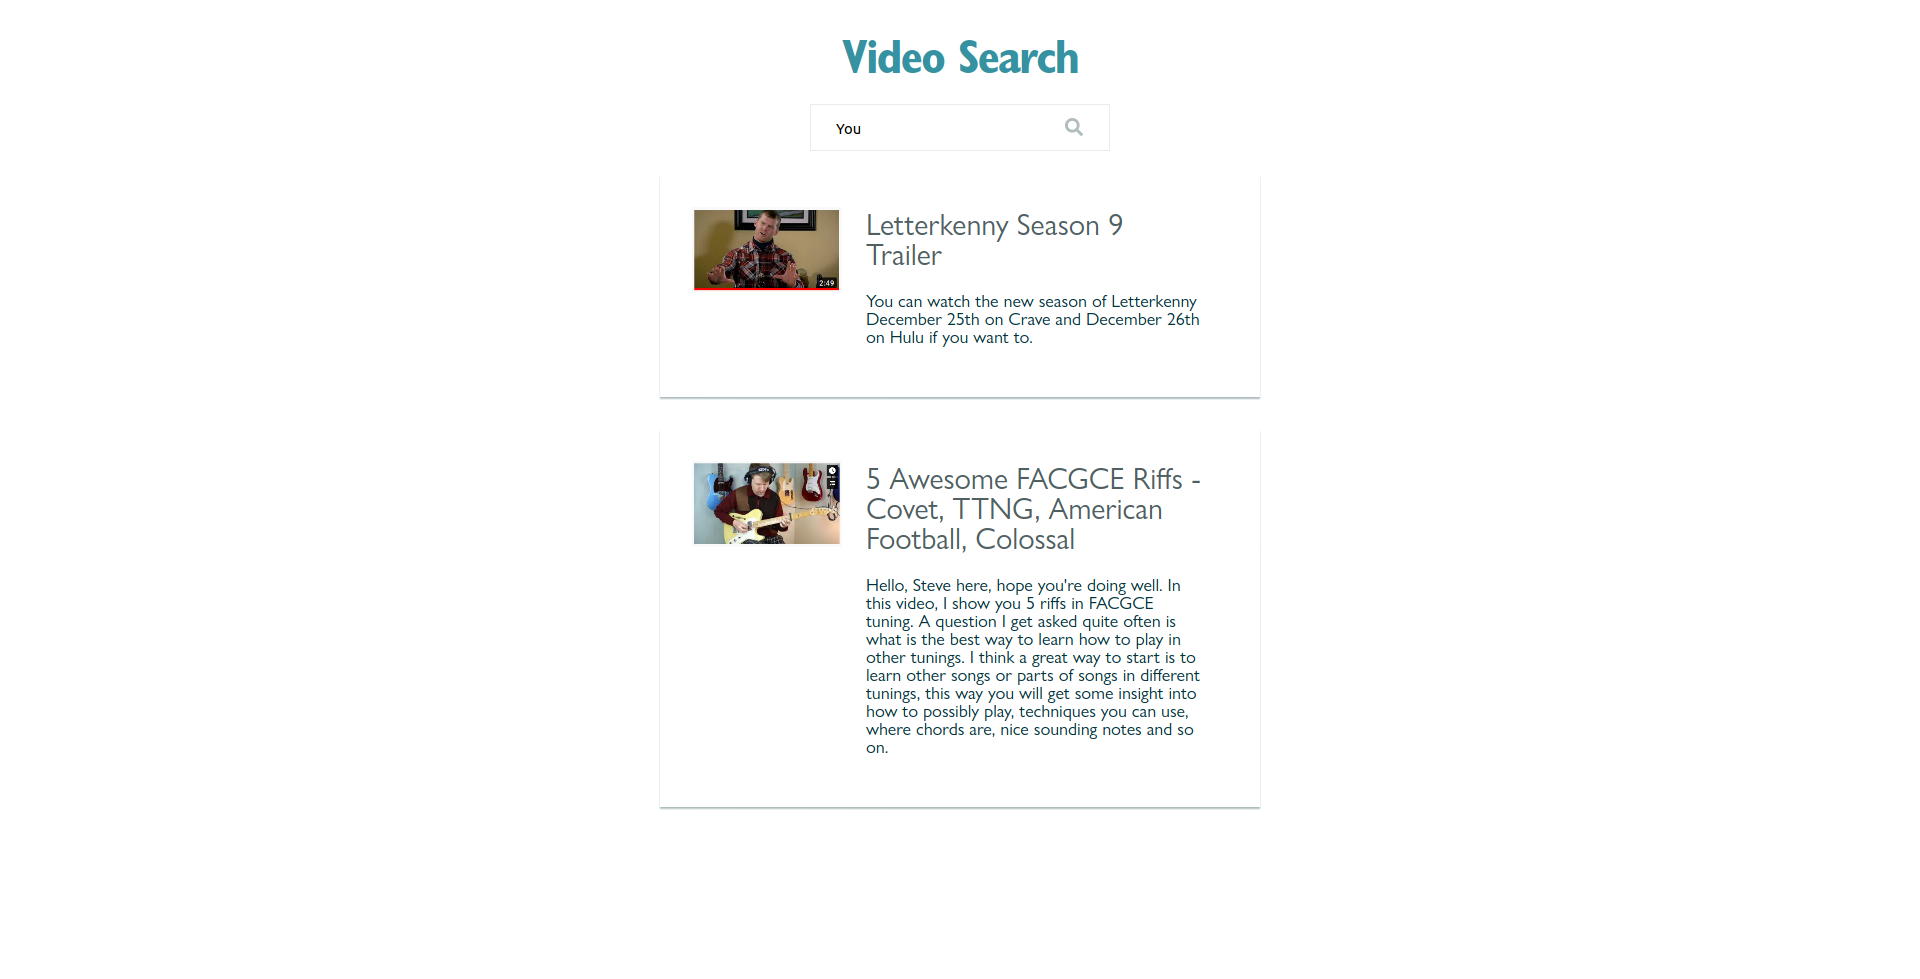 Video Search
You
2:49
Letterkenny Season 9
Trailer
You can watch the new season of Letterkenny
December 25th on Crave and December 26th
on Hulu if you want to.
5 Awesome FACGCE Riffs -
Covet, TTNG, American
Football, Colossal
Hello, Steve here, hope you're doing well. In
this video, I show you 5 riffs in FACGCE
tuning. A question I get asked quite often is
what is the best way to learn how to play in
other tunings. I think a great way to start is to
learn other songs or parts of songs in different
tunings, this way you will get some insight into
how to possibly play, techniques you can use,
where chords are, nice sounding notes and so
on.